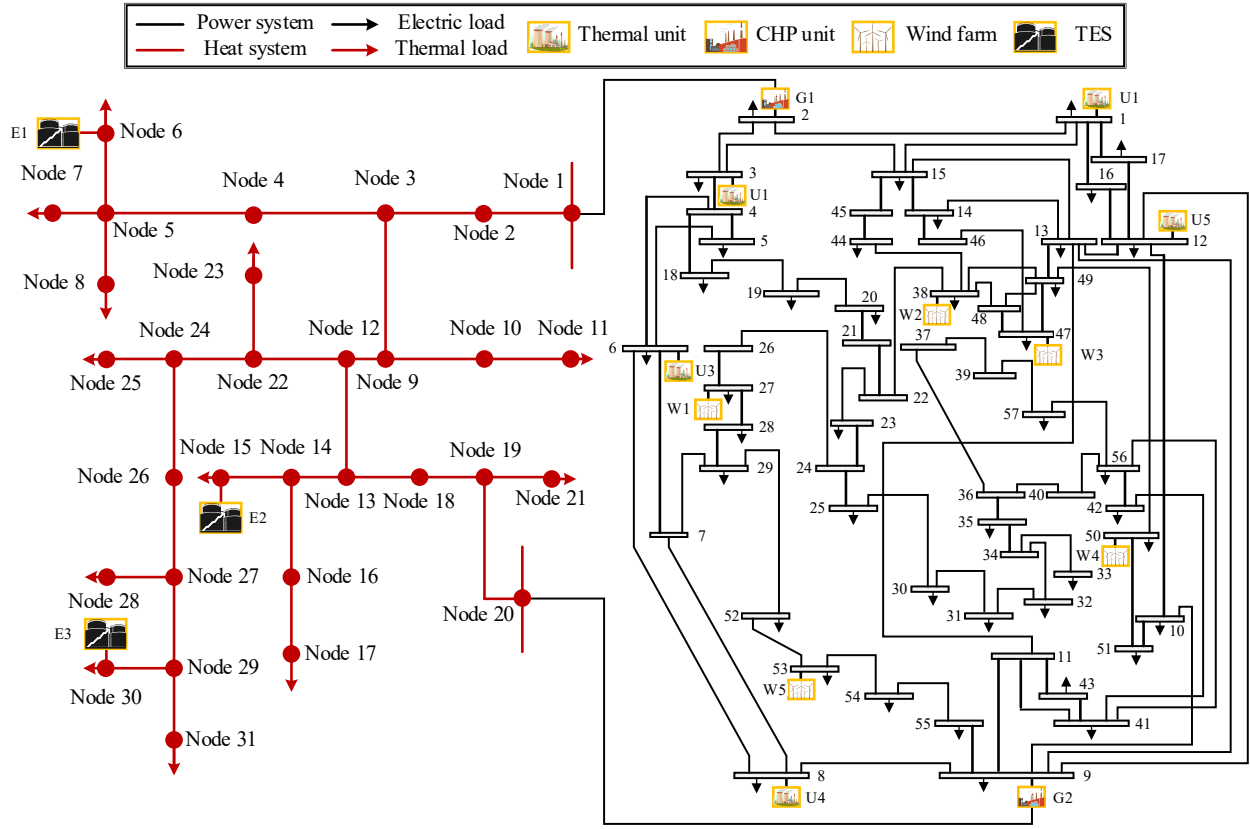 Power system
Electric load
Thermal unit
CHP unit
Wind farm
TES
Heat system
Thermal load
E1
Node 6
Node 7
Node 4
Node 3
Node 1
Node 5
Node 2
Node 23
Node 8
Node 24
Node 12
Node 10
Node 11
Node 25
Node 22
Node 9
Node 15
Node 14
Node 19
Node 26
Node 13
Node 18
Node 21
E2
Node 27
Node 16
Node 28
Node 20
E3
Node 29
Node 17
Node 30
Node 31
G1
2
U1
1
17
3
15
16
U1
4
45
14
U5
5
44
46
13
12
18
19
38
49
20
W2
48
21
37
47
6
26
W3
U3
39
27
22
W1
57
28
23
29
24
56
25
36
40
42
35
50
7
34
W4
33
30
32
52
31
10
51
53
11
W5
54
43
55
41
8
9
U4
G2